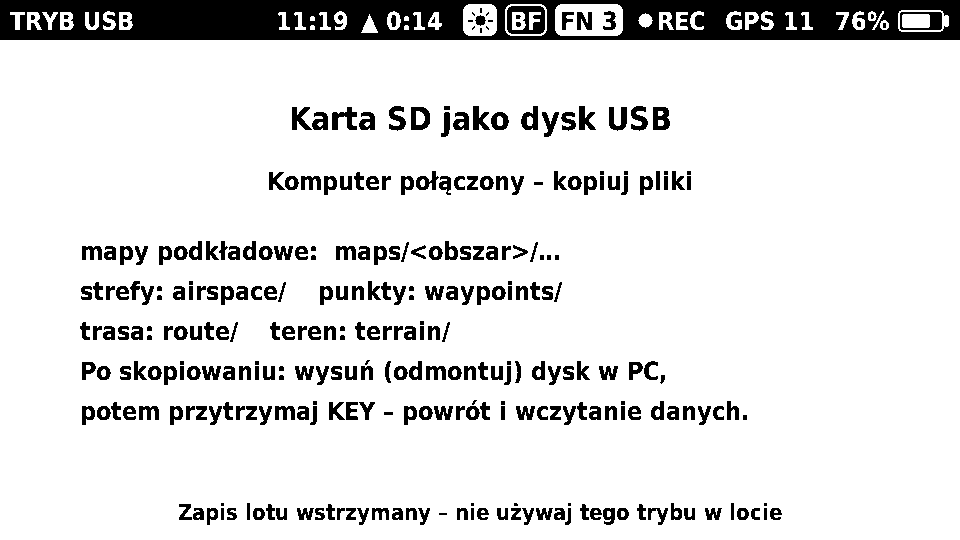 TRYB USB 11:19 ▲ 0:14 BF FN 3 ●REC GPS 11 76%
Karta SD jako dysk USB
Komputer połączony – kopiuj pliki
mapy podkładowe: maps/<obszar>/...
strefy: airspace/ punkty: waypoints/
trasa: route/ teren: terrain/
Po skopiowaniu: wysuń (odmontuj) dysk w PC,
potem przytrzymaj KEY – powrót i wczytanie danych.
Zapis lotu wstrzymany – nie używaj tego trybu w locie